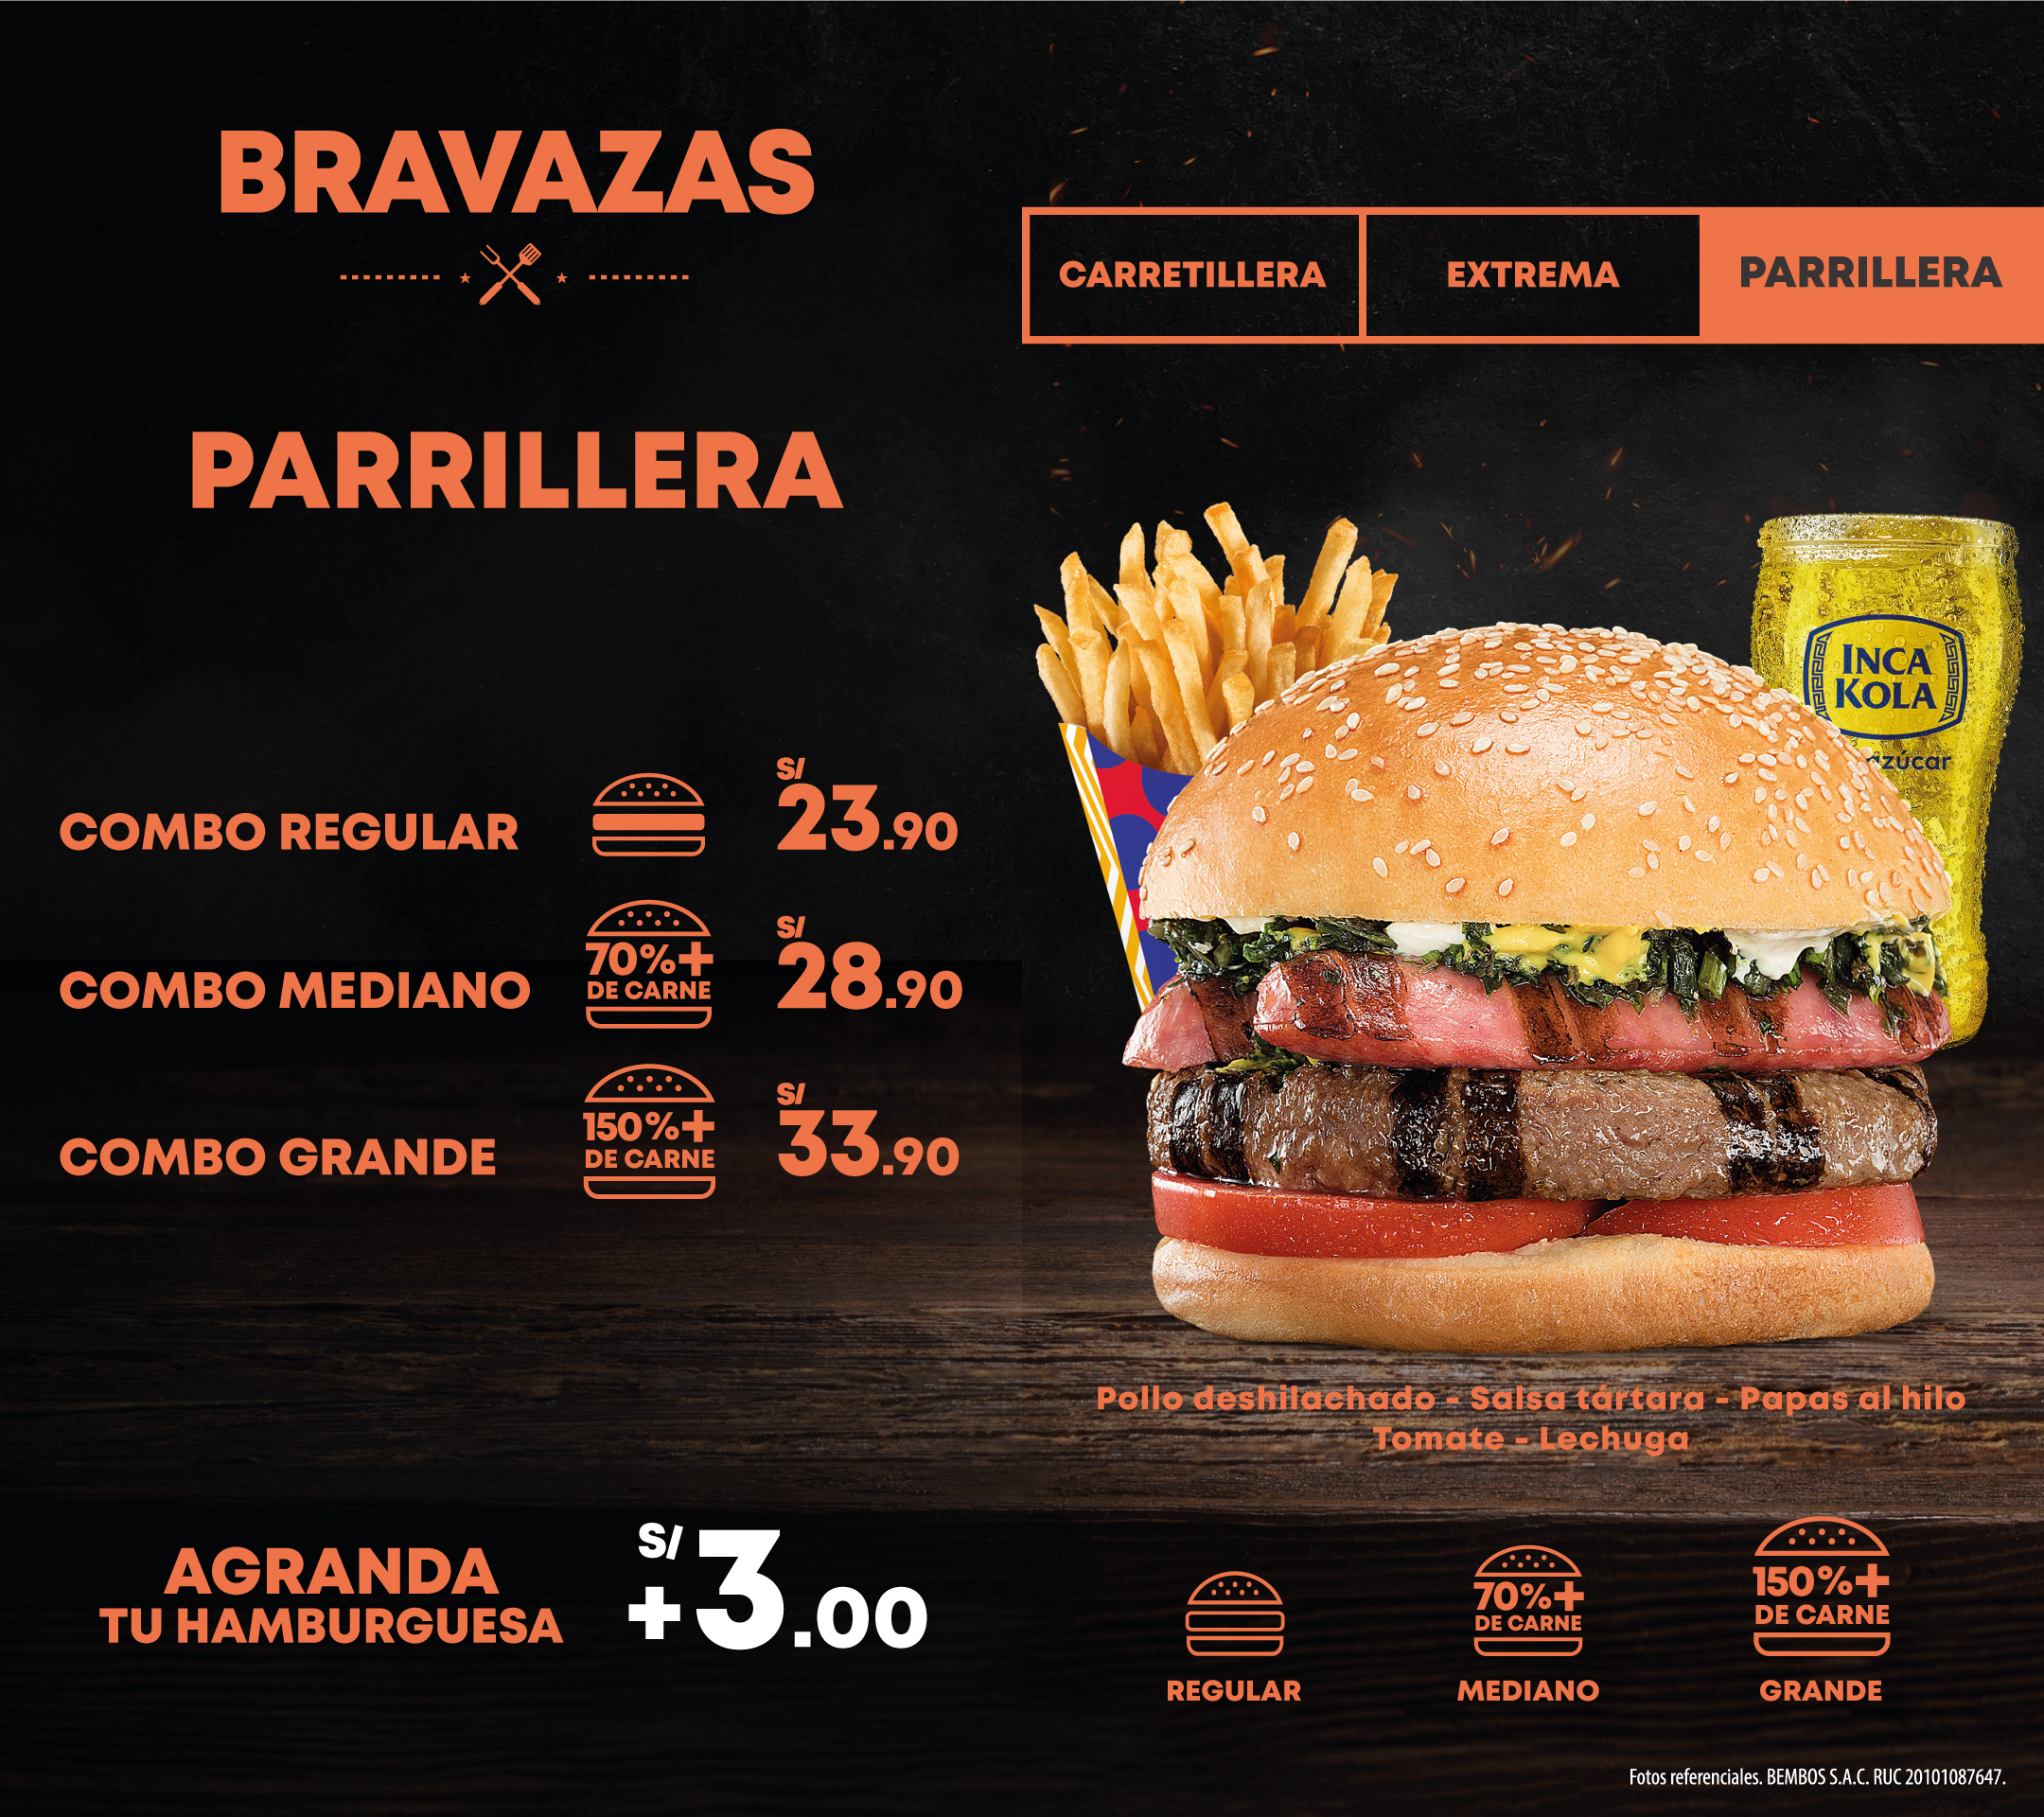 BRAVAZAS
CARRETILLERA
EXTREMA
PARRILLERA
PARRILLERA
COMBO REGULAR
S/
23.90
COMBO MEDIANO
70%+
DE CARNE
S/
28.90
COMBO GRANDE
150%+
DE CARNE
S/
33.90
INCA
KOLA
azúcar
Pollo deshilachado - Salsa tártara - Papas al hilo
Tomate - Lechuga
AGRANDA
TU HAMBURGUESA
S/
+3.00
REGULAR
70%+
DE CARNE
MEDIANO
150%+
DE CARNE
GRANDE
Fotos referenciales. BEMBOS S.A.C. RUC 20101087647.